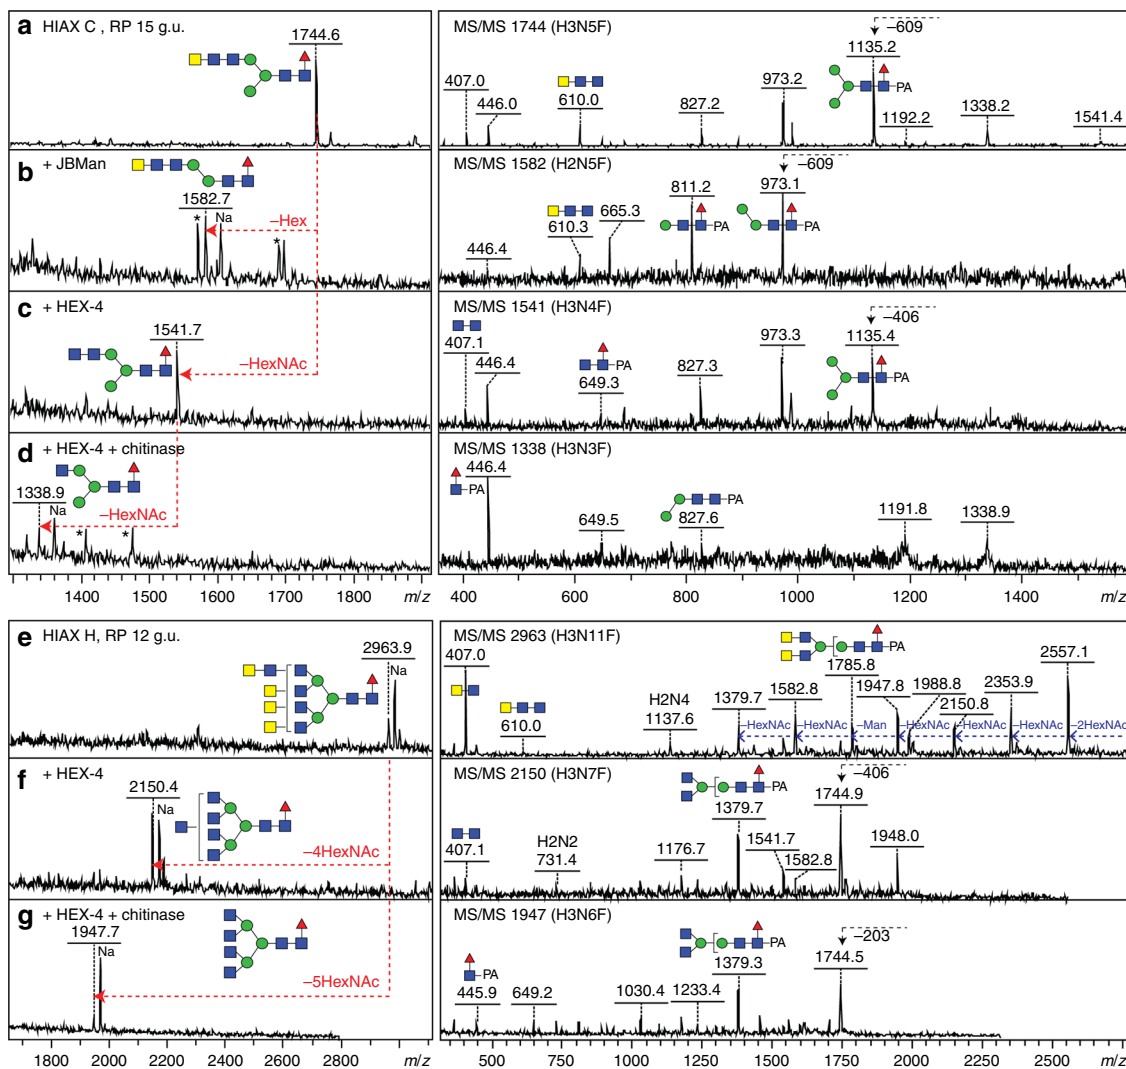 a HIAX C , RP 15 g.u.
1744.6
MS/MS 1744 (H3N5F)
–609
407.0
446.0
610.0
827.2
973.2
1135.2
PA
1192.2
1338.2
1541.4
b + JBMan
1582.7
* Na *
–Hex
MS/MS 1582 (H2N5F)
–609
446.4
610.3
665.3
811.2
PA
973.1
PA
c + HEX-4
1541.7
–HexNAc
MS/MS 1541 (H3N4F)
–406
407.1
446.4
PA
649.3
827.3
973.3
1135.4
PA
d + HEX-4 + chitinase
1338.9
Na
–HexNAc
* *
MS/MS 1338 (H3N3F)
446.4
PA
649.5
PA
827.6
1191.8
1338.9
1400 1500 1600 1700 1800 m/z
400 600 800 1000 1200 1400 m/z
e HIAX H, RP 12 g.u.
2963.9
Na
MS/MS 2963 (H3N11F)
407.0
610.0
H2N4
1137.6
1379.7
1582.8
PA
1785.8
1947.8
1988.8
2150.8
2353.9
2557.1
–HexNAc –HexNAc –Man –HexNAc –HexNAc –HexNAc –2HexNAc
f + HEX-4
2150.4
Na
–4HexNAc
MS/MS 2150 (H3N7F)
–406
407.1
H2N2
731.4
1176.7
PA
1379.7
1541.7
1582.8
1744.9
1948.0
g + HEX-4 + chitinase
1947.7
Na
–5HexNAc
MS/MS 1947 (H3N6F)
–203
PA
445.9
649.2
1030.4
1233.4
PA
1379.3
1744.5
1800 2000 2200 2400 2600 2800 m/z
500 750 1000 1250 1500 1750 2000 2250 2500 m/z